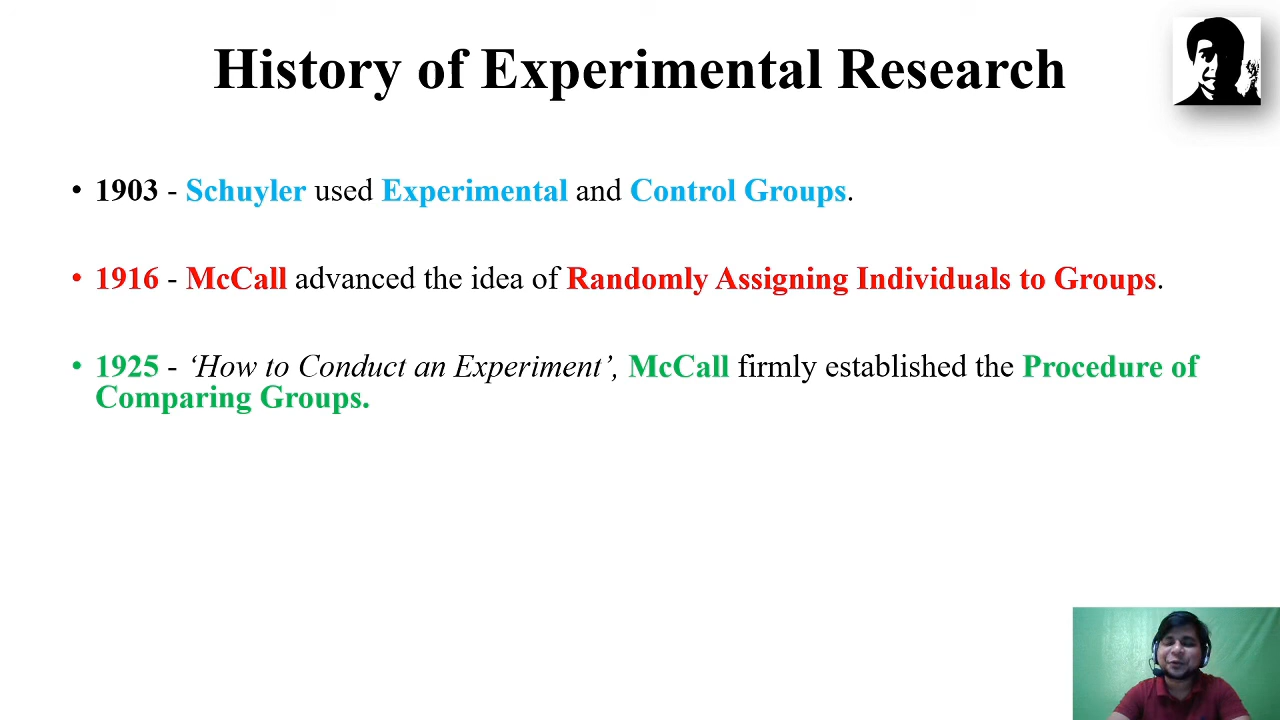 History of Experimental Research
• 1903 - Schuyler used Experimental and Control Groups.
• 1916 - McCall advanced the idea of Randomly Assigning Individuals to Groups.
• 1925 - ‘How to Conduct an Experiment’, McCall firmly established the Procedure of
Comparing Groups.